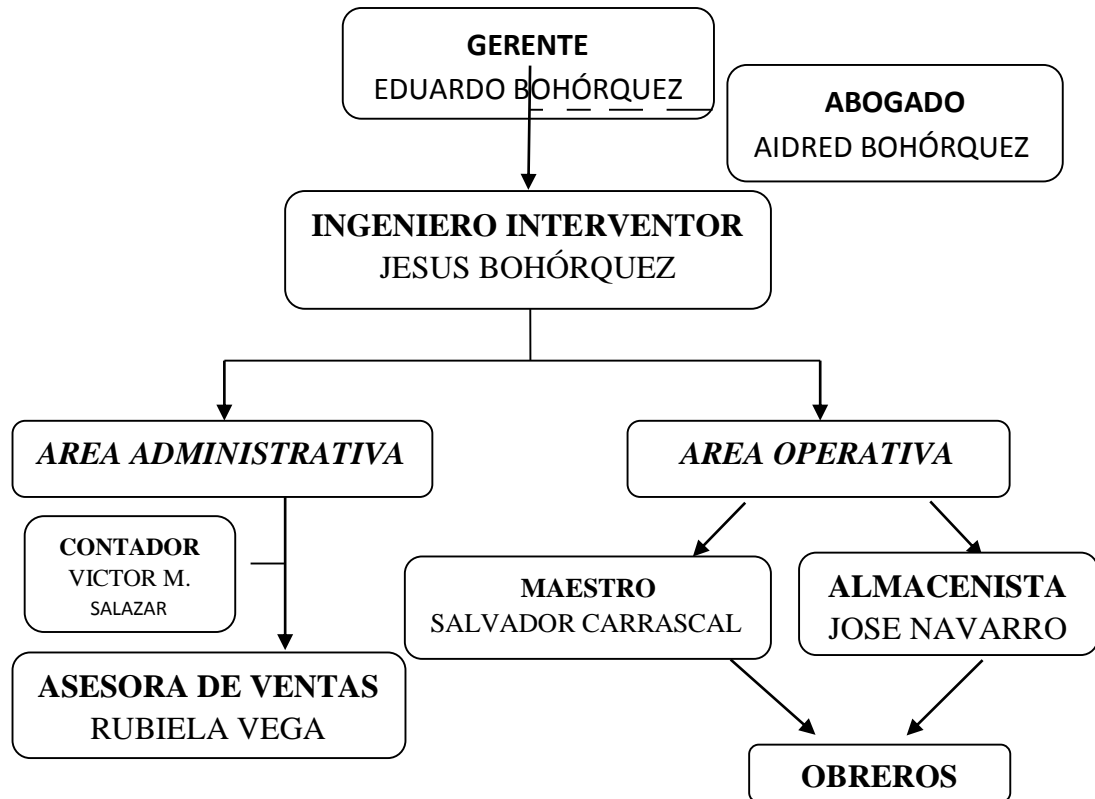 GERENTE
EDUARDO BOHÓRQUEZ
ABOGADO
AIDRED BOHÓRQUEZ
INGENIERO INTERVENTOR
JESUS BOHÓRQUEZ
AREA ADMINISTRATIVA
AREA OPERATIVA
CONTADOR
VICTOR M.
SALAZAR
MAESTRO
SALVADOR CARRASCAL
ALMACENISTA
JOSE NAVARRO
ASESORA DE VENTAS
RUBIELA VEGA
OBREROS